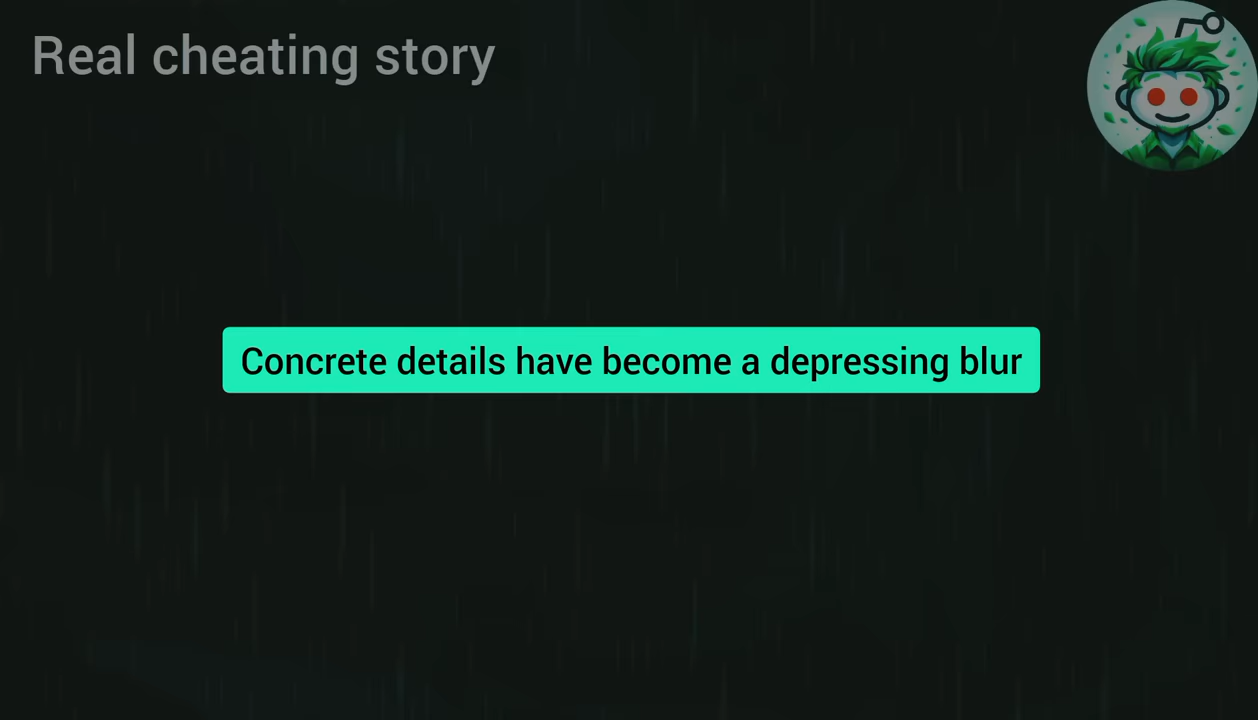 Real cheating story
Concrete details have become a depressing blur